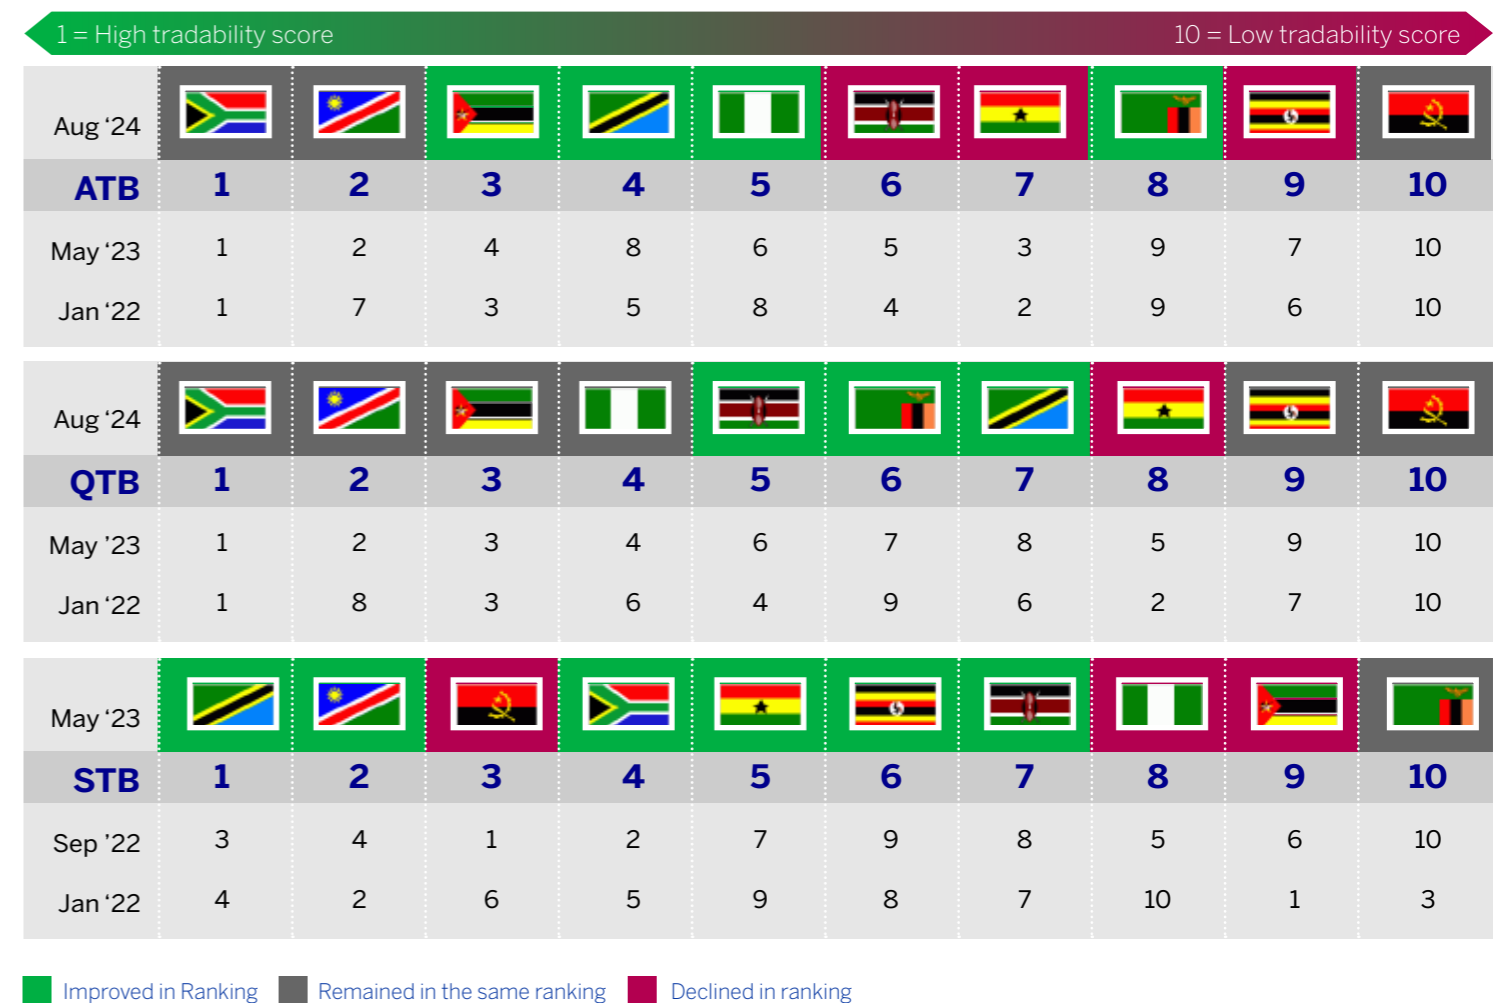 1 = High tradability score 10 = Low tradability score
Aug ‘24
ATB 1 2 3 4 5 6 7 8 9 10
May ‘23 1 2 4 8 6 5 3 9 7 10
Jan ‘22 1 7 3 5 8 4 2 9 6 10
Aug ‘24
QTB 1 2 3 4 5 6 7 8 9 10
May ’23 1 2 3 4 6 7 8 5 9 10
Jan ‘22 1 8 3 6 4 9 6 2 7 10
May ‘23
STB 1 2 3 4 5 6 7 8 9 10
Sep ’22 3 4 1 2 7 9 8 5 6 10
Jan ‘22 4 2 6 5 9 8 7 10 1 3
Improved in Ranking Remained in the same ranking Declined in ranking